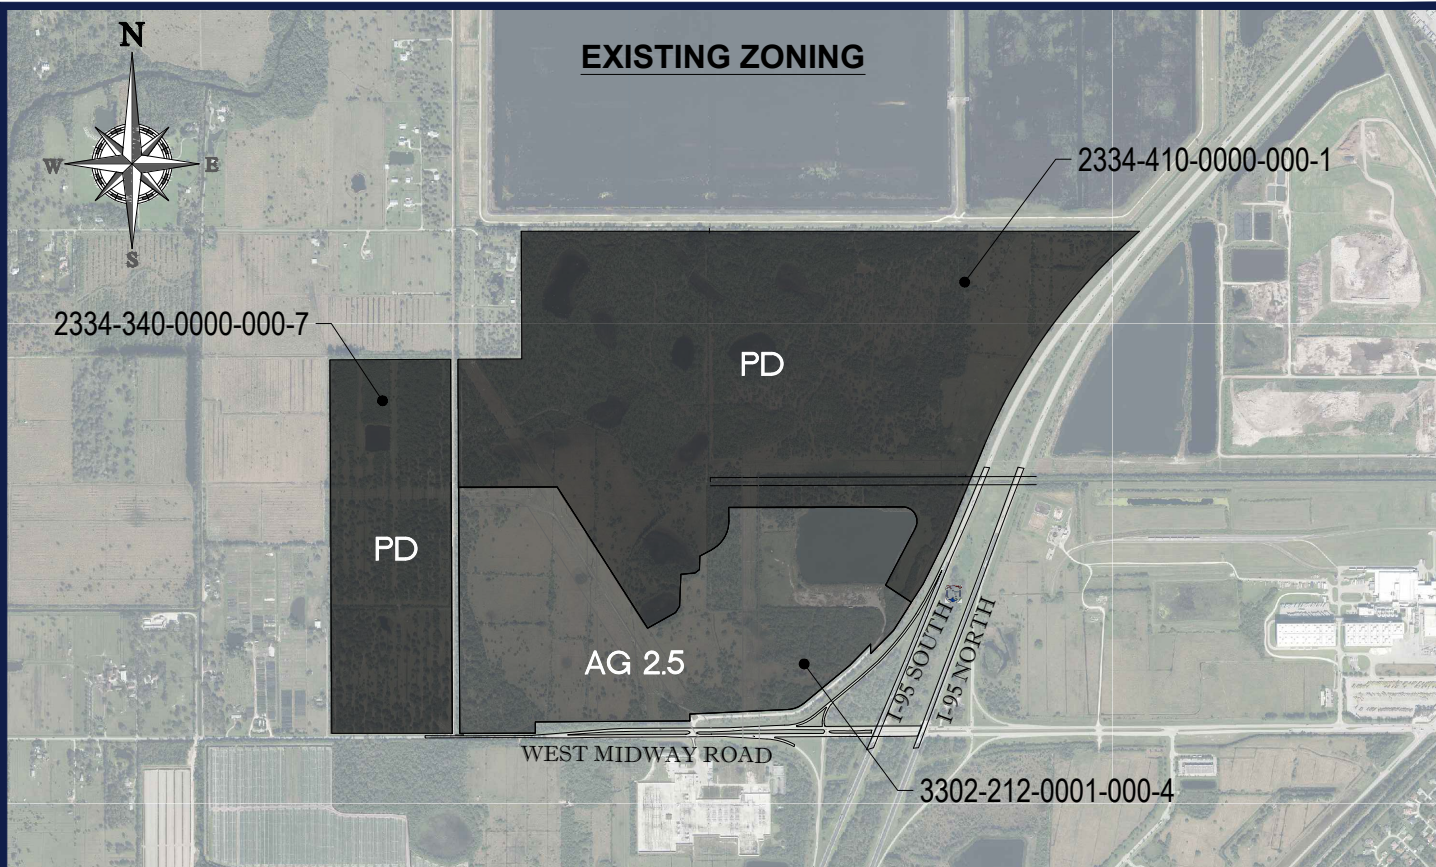 N
EXISTING ZONING
W
E
S
2334-410-0000-000-1
2334-340-0000-000-7
PD
PD
AG 2.5
I-95 SOUTH
I-95 NORTH
WEST MIDWAY ROAD
3302-212-0001-000-4